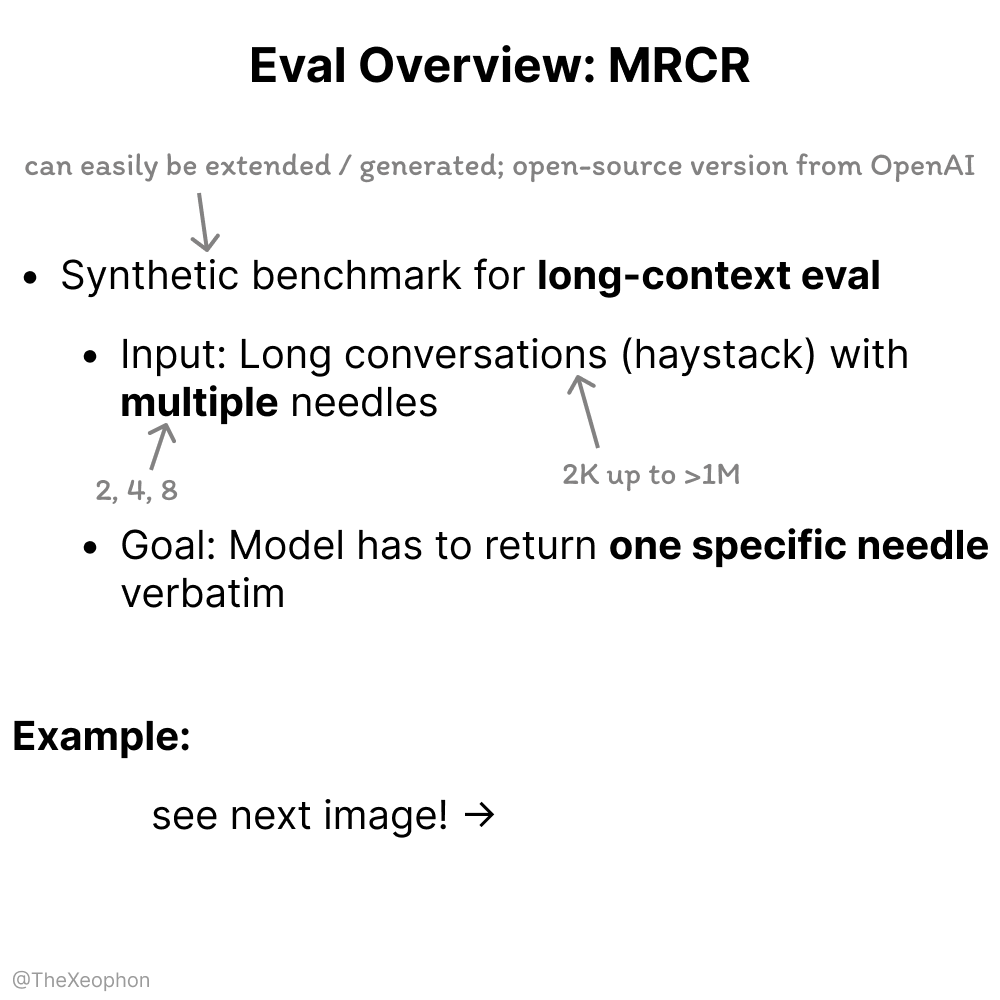 Eval Overview: MRCR
can easily be extended / generated; open-source version from OpenAI
• Synthetic benchmark for long-context eval
• Input: Long conversations (haystack) with
multiple needles
2, 4, 8
2K up to >1M
• Goal: Model has to return one specific needle
verbatim
Example:
see next image! →
@TheXeophon